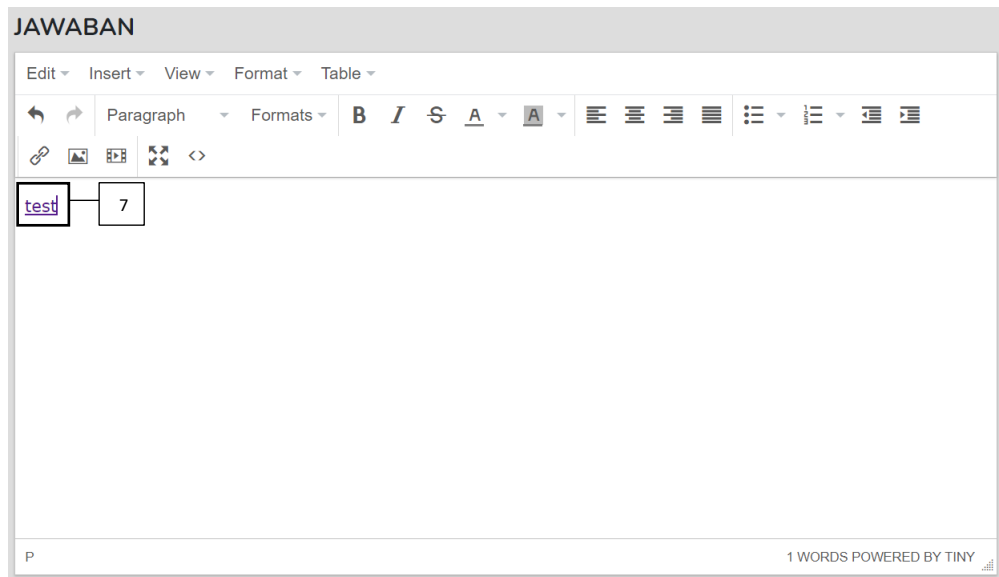 JAWABAN
Edit Insert View Format Table
Paragraph Formats B I S A A
test 7
P 1 WORDS POWERED BY TINY